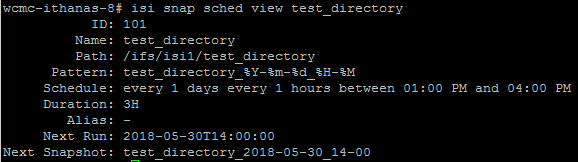 wcmc-ithanas-8# isi snap sched view test_directory
ID: 101
Name: test_directory
Path: /ifs/isi1/test_directory
Pattern: test_directory_%Y-%m-%d_%H-%M
Schedule: every 1 days every 1 hours between 01:00 PM and 04:00 PM
Duration: 3H
Alias: -
Next Run: 2018-05-30T14:00:00
Next Snapshot: test_directory_2018-05-30_14-00